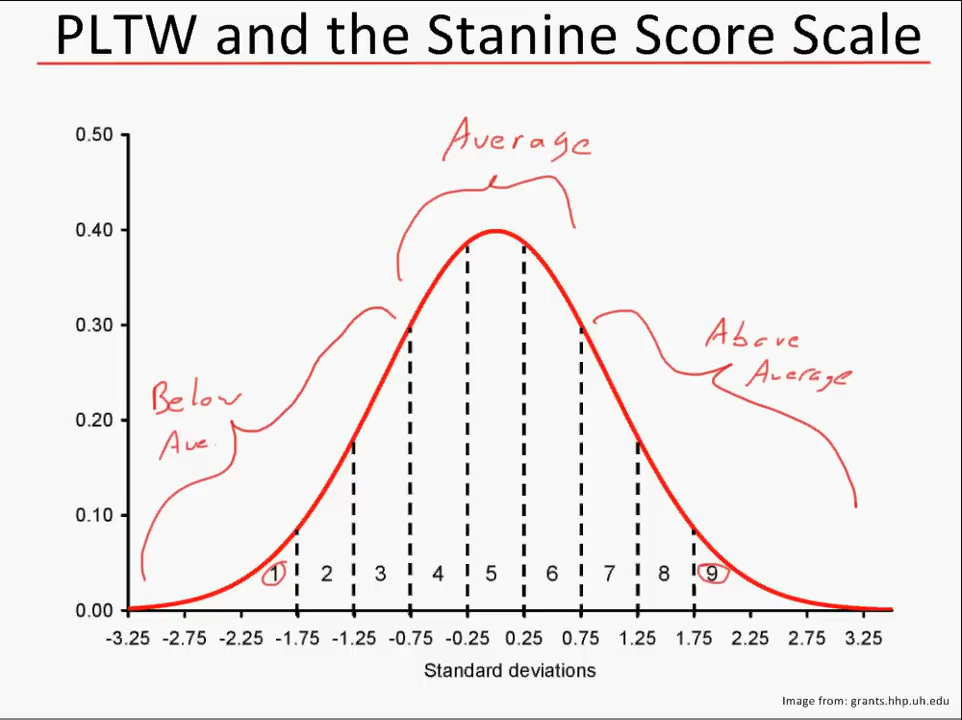 PLTW and the Stanine Score Scale
Average
Above
Average
Below
Ave.
0.50
0.40
0.30
0.20
0.10
0.00
1 2 3 4 5 6 7 8 9
-3.25 -2.75 -2.25 -1.75 -1.25 -0.75 -0.25 0.25 0.75 1.25 1.75 2.25 2.75 3.25
Standard deviations
Image from: grants.hhp.uh.edu